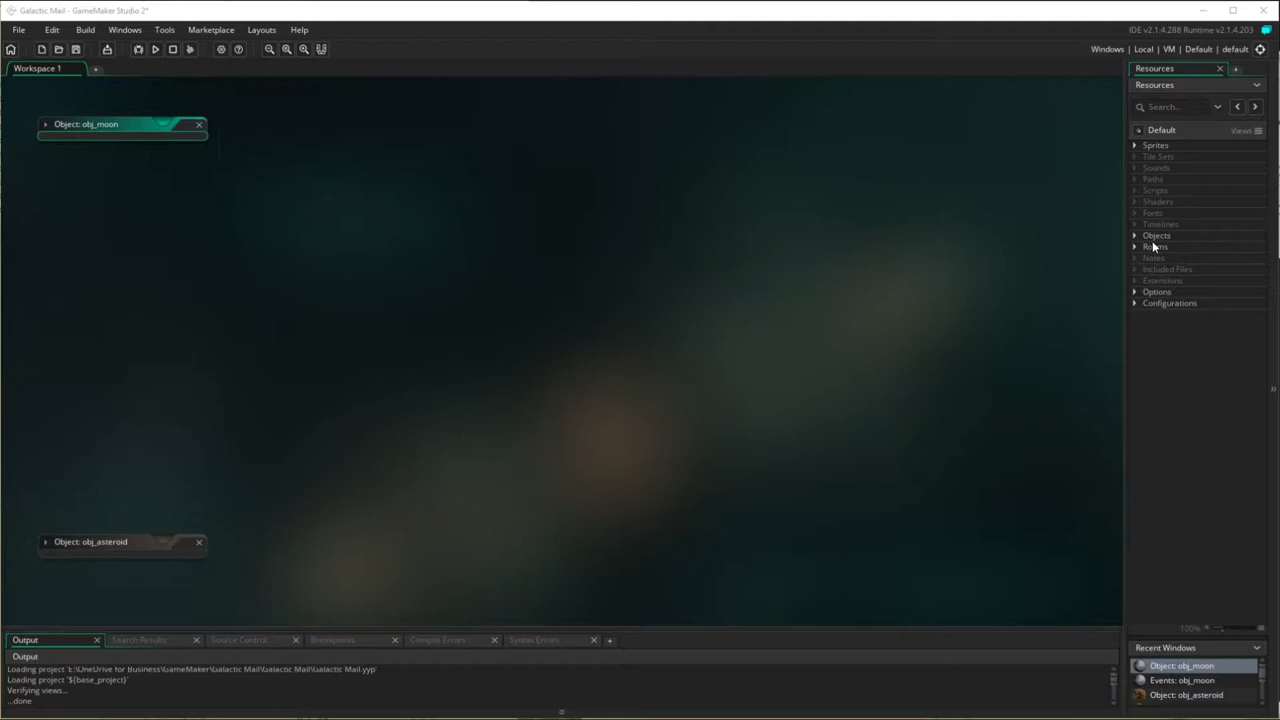 Galactic Mail - GameMaker Studio 2*
File Edit Build Windows Tools Marketplace Layouts Help
IDE v2.1.4.288 Runtime v2.1.4.203
Windows | Local | VM | Default | default
Workspace 1
Resources
Resources
Search...
Object: obj_moon
Default Views
Sprites
Tile Sets
Sounds
Paths
Scripts
Shaders
Fonts
Timelines
Objects
Rooms
Notes
Included Files
Extensions
Options
Configurations
Object: obj_asteroid
100%
Output Search Results Source Control Breakpoints Compile Errors Syntax Errors
Output
Loading project 'E:\OneDrive for Business\GameMaker\Galactic Mail\Galactic Mail\Galactic Mail.yyp'
Loading project '${base_project}'
Verifying views...
...done
Recent Windows
Object: obj_moon
Events: obj_moon
Object: obj_asteroid